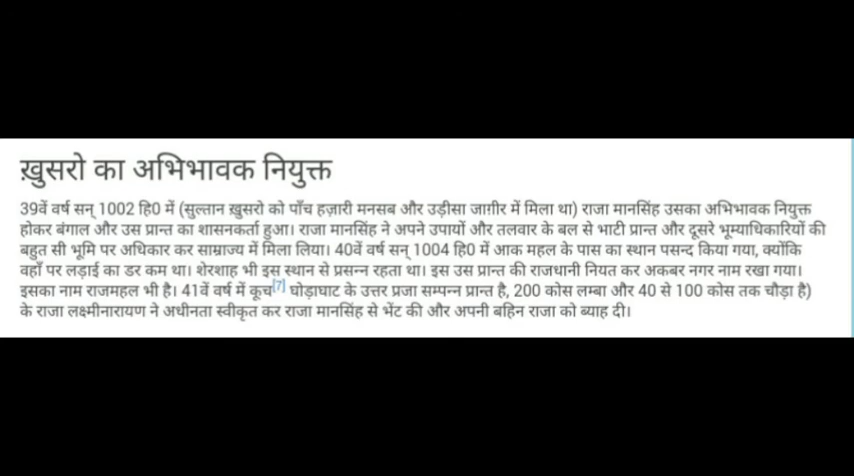 ख़ुसरो का अभिभावक नियुक्त
39वें वर्ष सन् 1002 हि0 में (सुल्तान ख़ुसरो को पाँच हज़ारी मनसब और उड़ीसा जाग़ीर में मिला था) राजा मानसिंह उसका अभिभावक नियुक्त
होकर बंगाल और उस प्रान्त का शासनकर्ता हुआ। राजा मानसिंह ने अपने उपायों और तलवार के बल से भाटी प्रान्त और दूसरे भूम्याधिकारियों की
बहुत सी भूमि पर अधिकार कर साम्राज्य में मिला लिया। 40वें वर्ष सन् 1004 हि0 में आक महल के पास का स्थान पसन्द किया गया, क्योंकि
वहाँ पर लड़ाई का डर कम था। शेरशाह भी इस स्थान से प्रसन्न रहता था। इस उस प्रान्त की राजधानी नियत कर अकबर नगर नाम रखा गया।
इसका नाम राजमहल भी है। 41वें वर्ष में कूच[7] घोड़ाघाट के उत्तर प्रजा सम्पन्न प्रान्त है, 200 कोस लम्बा और 40 से 100 कोस तक चौड़ा है)
के राजा लक्ष्मीनारायण ने अधीनता स्वीकृत कर राजा मानसिंह से भेंट की और अपनी बहिन राजा को ब्याह दी।